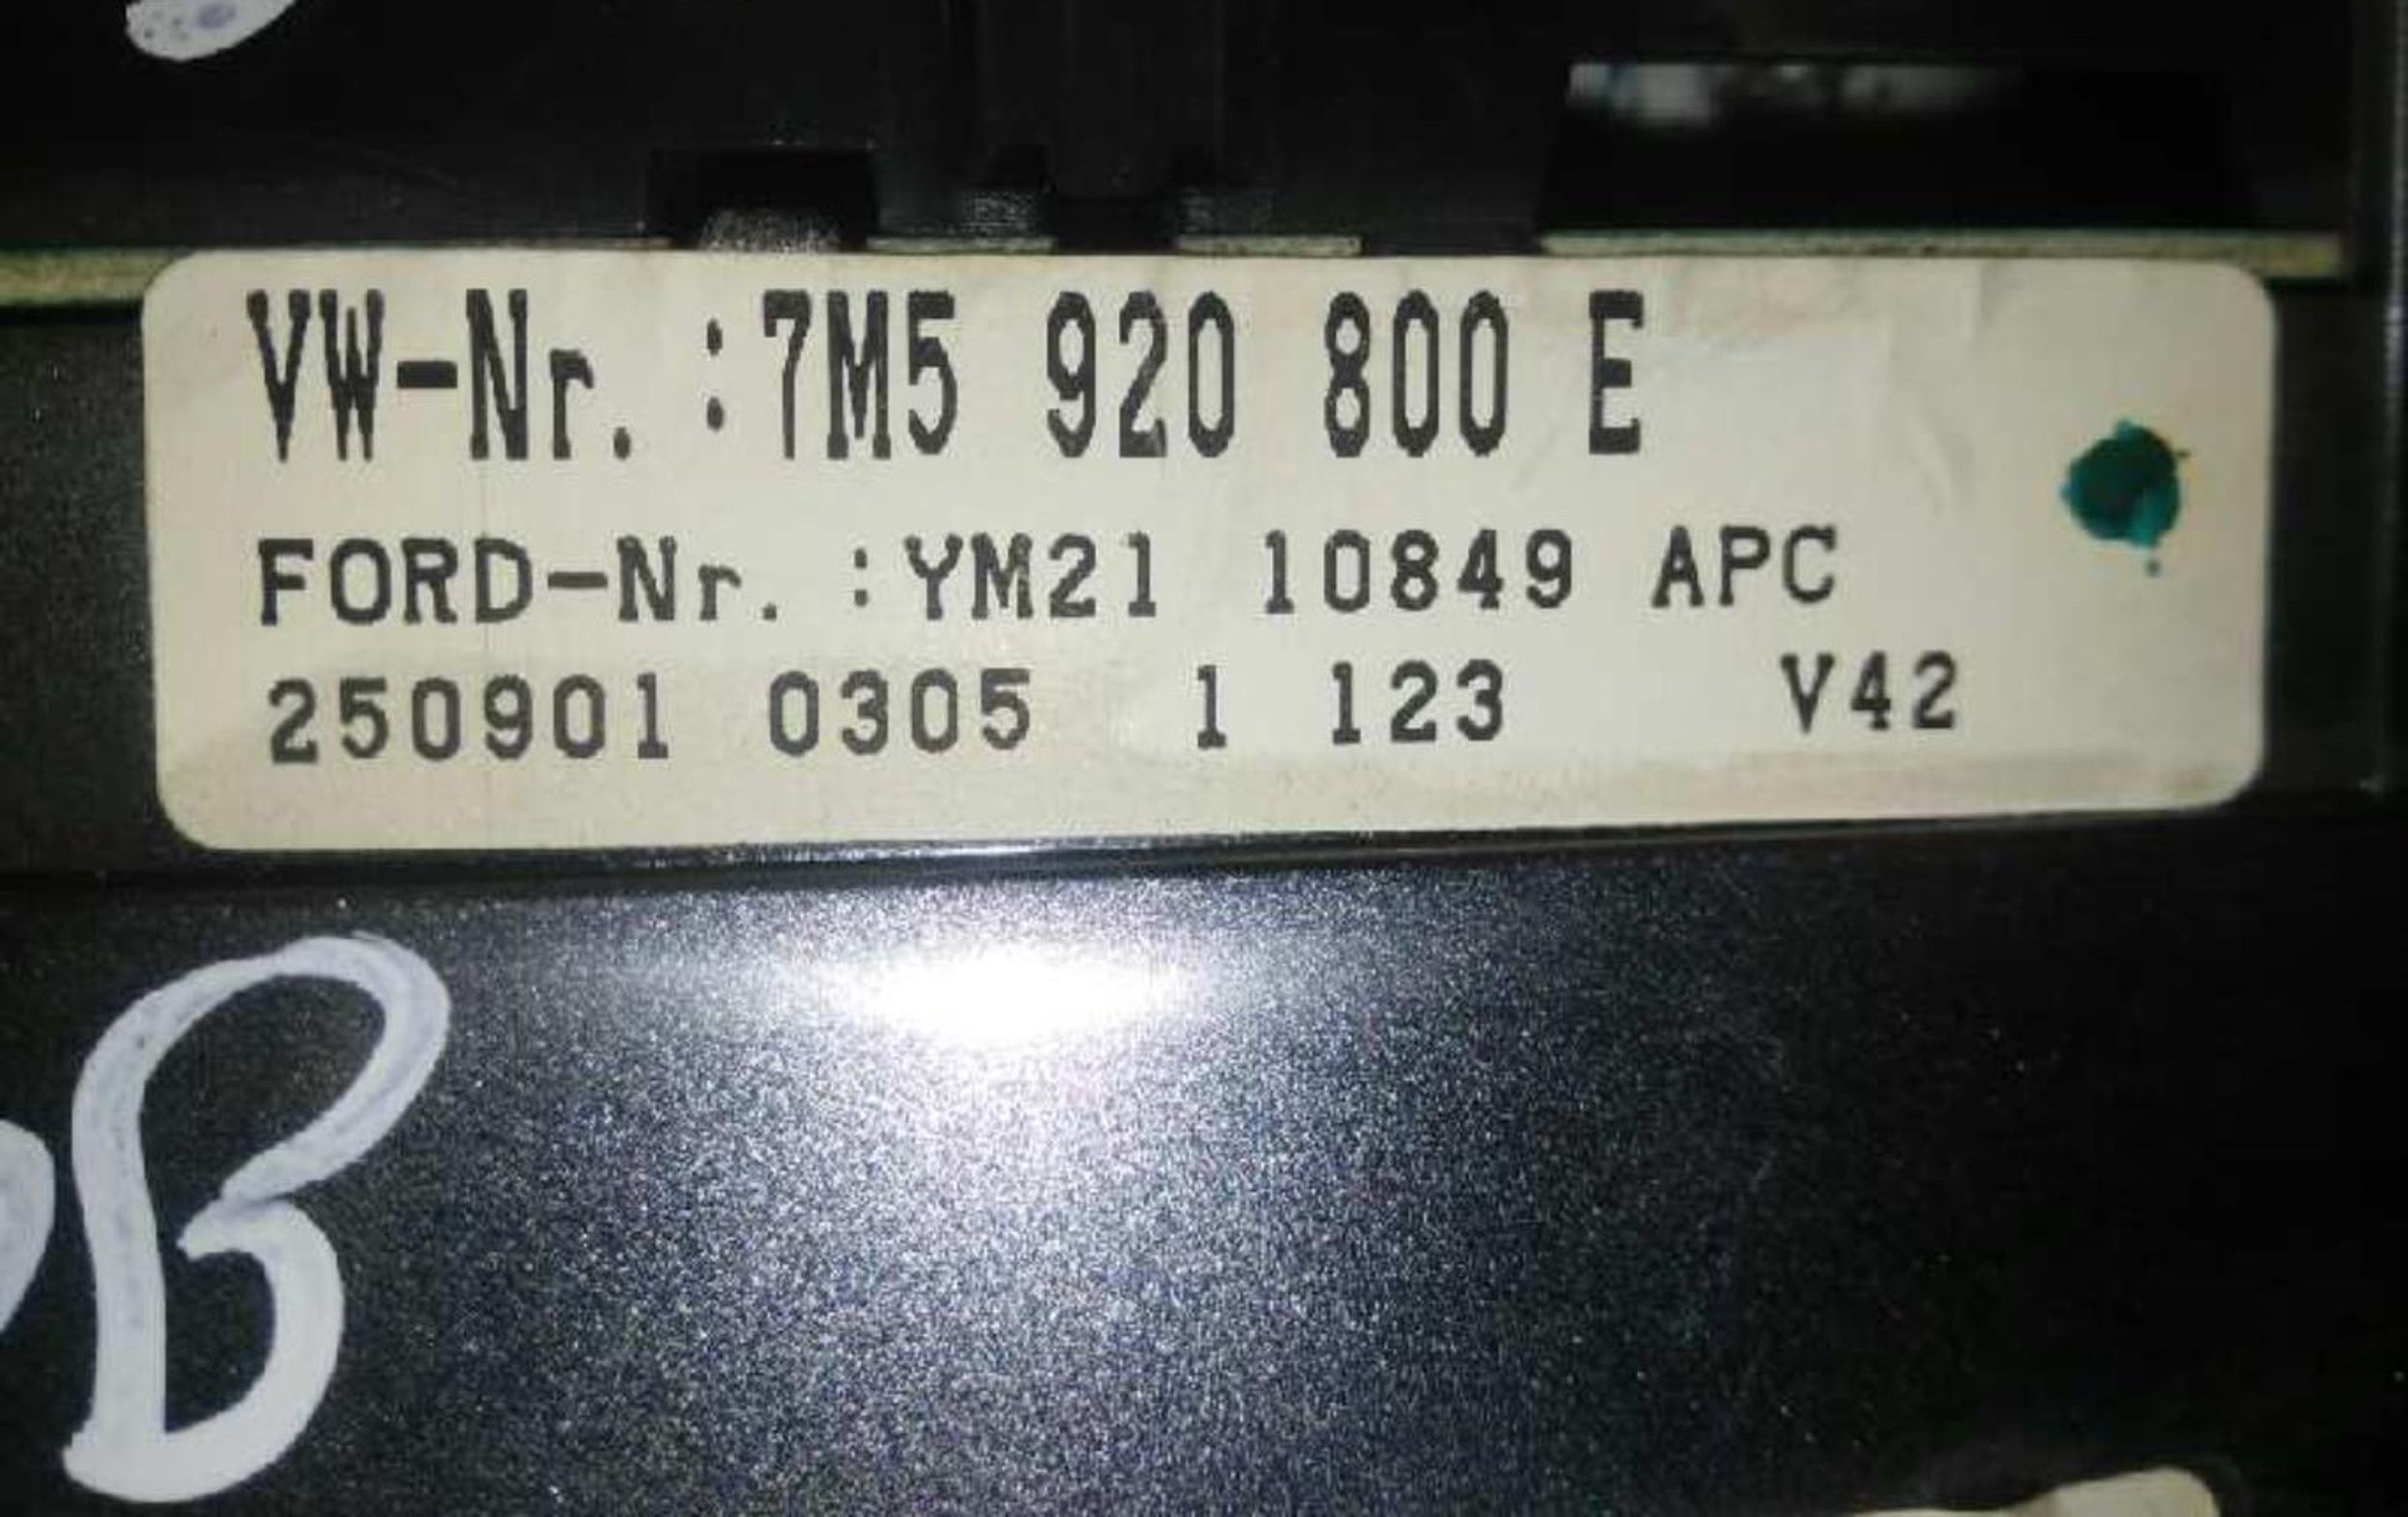 VW-Nr. :7M5 920 800 E
FORD-Nr. :YM21 10849 APC
250901 0305 1 123 V42
B